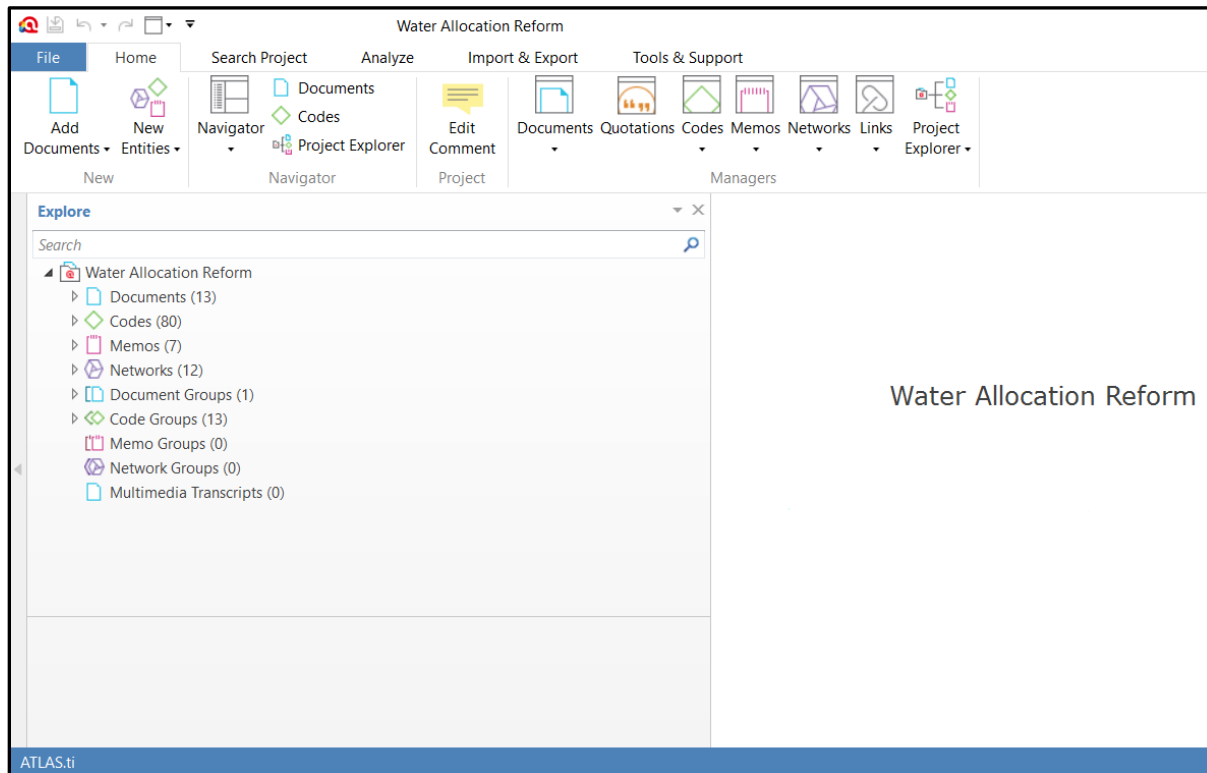 Water Allocation Reform
File Home Search Project Analyze Import & Export Tools & Support
Add Documents
New Entities
New
Navigator
Documents
Codes
Project Explorer
Navigator
Edit Comment
Project
Documents Quotations Codes Memos Networks Links Project Explorer
Managers
Explore
Search
Water Allocation Reform
Documents (13)
Codes (80)
Memos (7)
Networks (12)
Document Groups (1)
Code Groups (13)
Memo Groups (0)
Network Groups (0)
Multimedia Transcripts (0)
Water Allocation Reform
ATLAS.ti